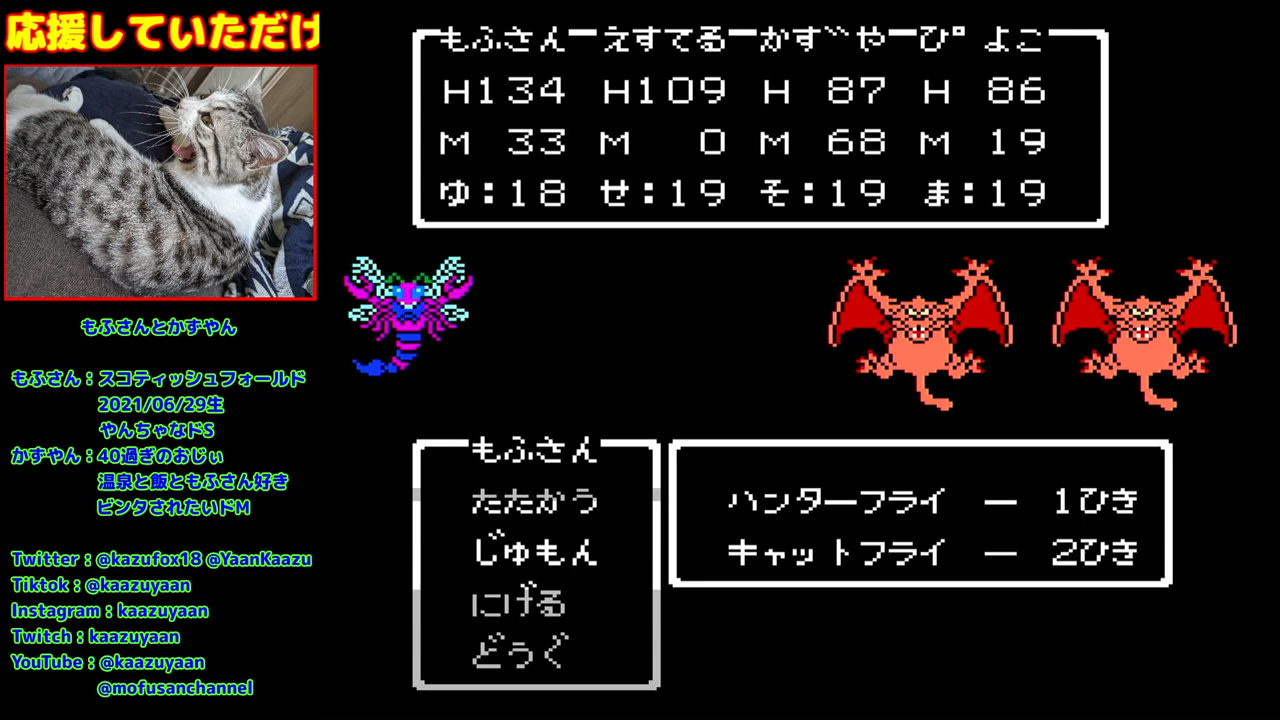 応援していただけ
もふさんとかずやん
もふさん：スコティッシュフォールド
2021/06/29生
やんちゃなドS
かずやん：40過ぎのおじぃ
温泉と飯ともふさん好き
ビンタされたいドM
Twitter：@kazufox18 @YaanKaazu
Tiktok：@kaazuyaan
Instagram：kaazuyaan
Twitch：kaazuyaan
YouTube：@kaazuyaan
@mofusanchannel
もふさん えすてる かずや ぴよこ
H134 H109 H 87 H 86
M 33 M 0 M 68 M 19
ゆ:18 せ:19 そ:19 ま:19
もふさん
たたかう
じゅもん
にげる
どうぐ
ハンターフライ ー 1ひき
キャットフライ ー 2ひき